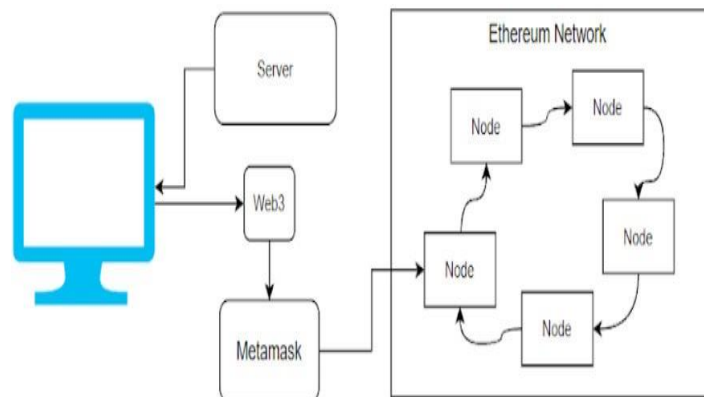 Server
Web3
Metamask
Ethereum Network
Node
Node
Node
Node
Node